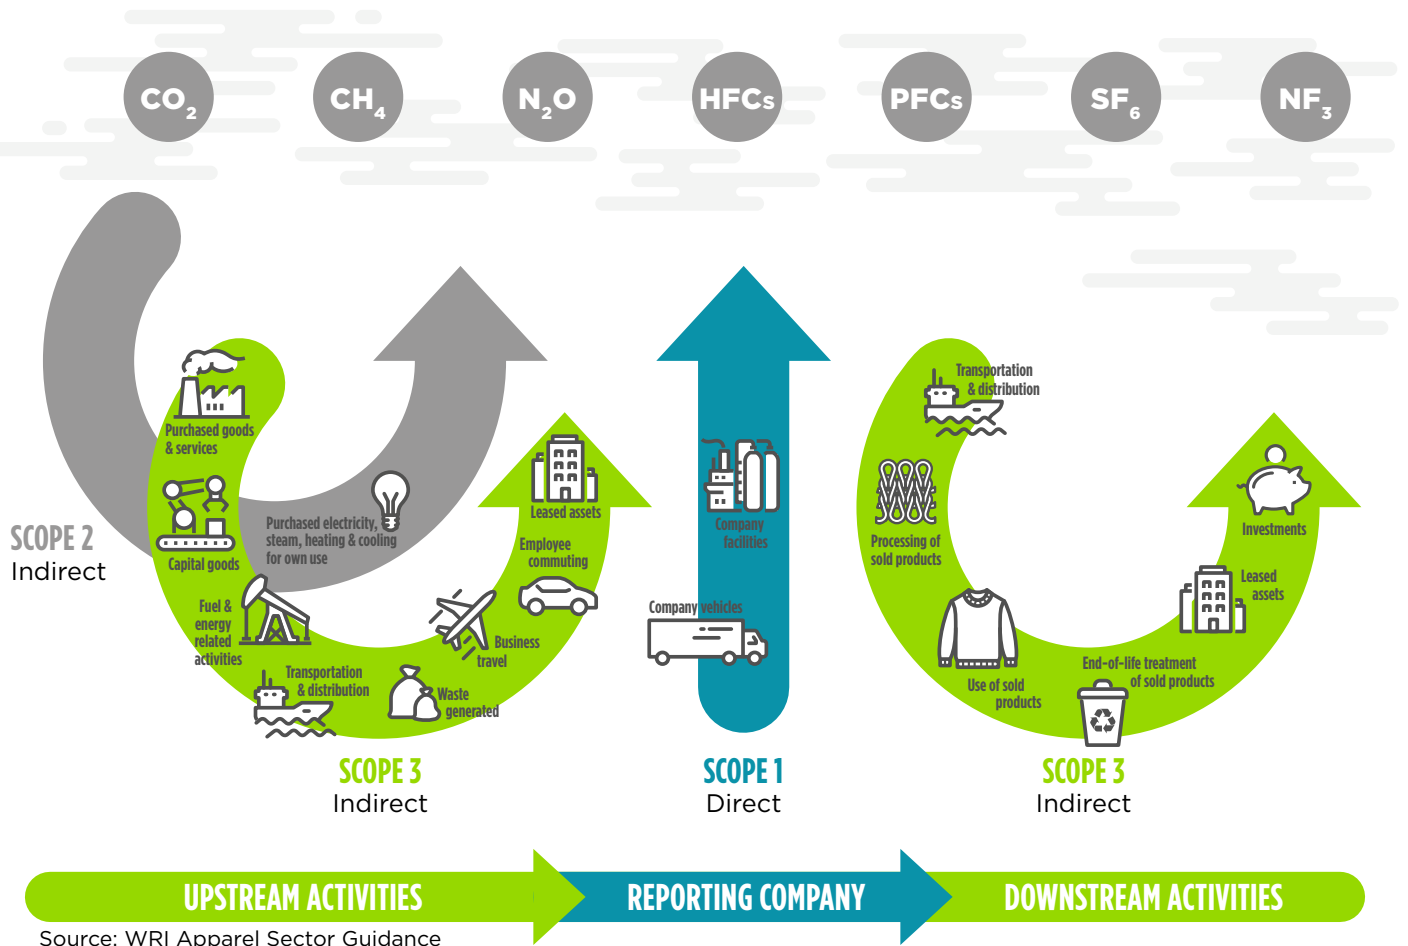 CO2
CH4
N2O
HFCs
PFCs
SF6
NF3
SCOPE 2
Indirect
Purchased goods
& services
Capital goods
Fuel &
energy
related
activities
Transportation
& distribution
Waste
generated
Business
travel
Employee
commuting
Leased assets
Purchased electricity,
steam, heating & cooling
for own use
SCOPE 3
Indirect
Company
facilities
Company vehicles
SCOPE 1
Direct
Transportation
& distribution
Processing of
sold products
Use of sold
products
End-of-life treatment
of sold products
Leased
assets
Investments
SCOPE 3
Indirect
UPSTREAM ACTIVITIES
REPORTING COMPANY
DOWNSTREAM ACTIVITIES
Source: WRI Apparel Sector Guidance